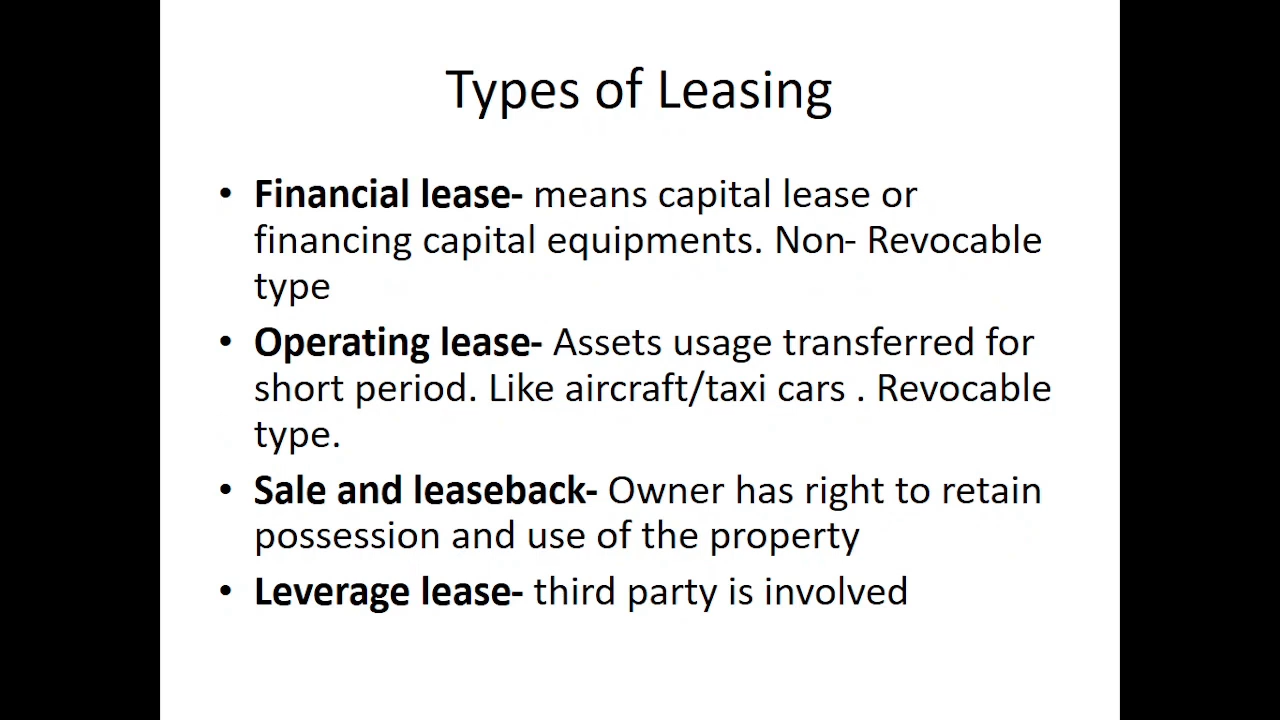 Types of Leasing
• Financial lease- means capital lease or
financing capital equipments. Non- Revocable
type
• Operating lease- Assets usage transferred for
short period. Like aircraft/taxi cars . Revocable
type.
• Sale and leaseback- Owner has right to retain
possession and use of the property
• Leverage lease- third party is involved